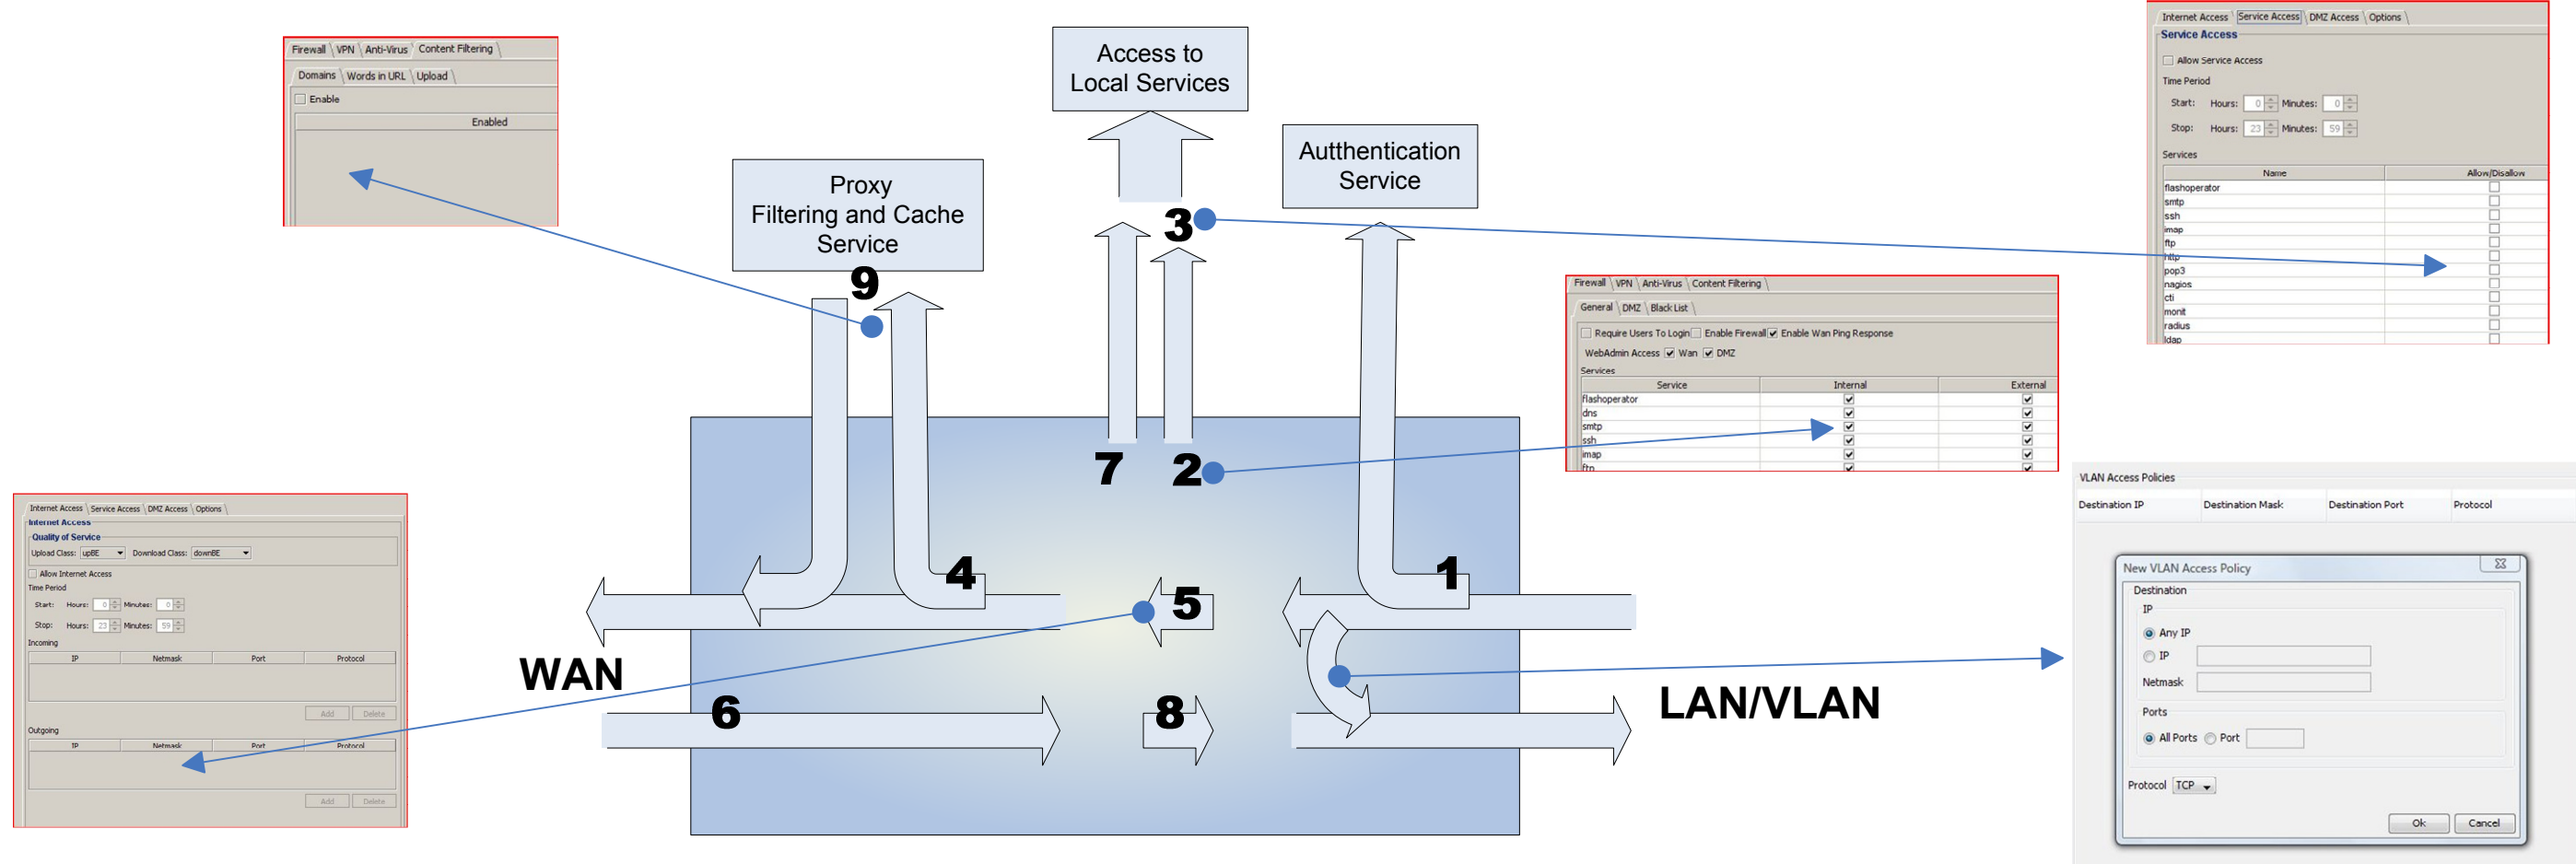 Firewall VPN Anti-Virus Content Filtering
Domains Words in URL Upload
Enable
Enabled
Access to
Local Services
Autthentication
Service
Proxy
Filtering and Cache
Service
9
3
7
2
4
5
1
6
8
WAN
LAN/VLAN
Internet Access Service Access DMZ Access Options
Service Access
Allow Service Access
Time Period
Start: Hours: 0 Minutes: 0
Stop: Hours: 23 Minutes: 59
Services
Name Allow/Disallow
flashoperator
smtp
ssh
imap
ftp
http
pop3
nagios
cti
monit
radius
ldap
Firewall VPN Anti-Virus Content Filtering
General DMZ Black List
Require Users To Login Enable Firewall Enable Wan Ping Response
WebAdmin Access Wan DMZ
Services
Service Internal External
flashoperator
dns
smtp
ssh
imap
ftp
Internet Access Service Access DMZ Access Options
Internet Access
Quality of Service
Upload Class: upBE Download Class: downBE
Allow Internet Access
Time Period
Start: Hours: 0 Minutes: 0
Stop: Hours: 23 Minutes: 59
Incoming
IP Netmask Port Protocol
Add Delete
Outgoing
IP Netmask Port Protocol
Add Delete
VLAN Access Policies
Destination IP Destination Mask Destination Port Protocol
New VLAN Access Policy
Destination
IP
Any IP
IP
Netmask
Ports
All Ports Port
Protocol TCP
Ok Cancel